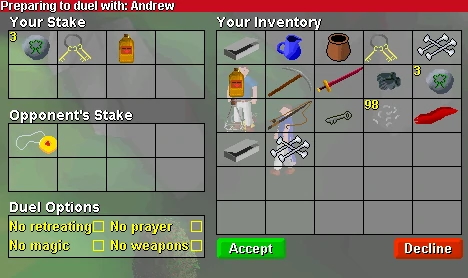 Preparing to duel with: Andrew
Your Stake
Your Inventory
3
3
98
Opponent's Stake
Duel Options
No retreating No prayer
No magic No weapons
Accept Decline